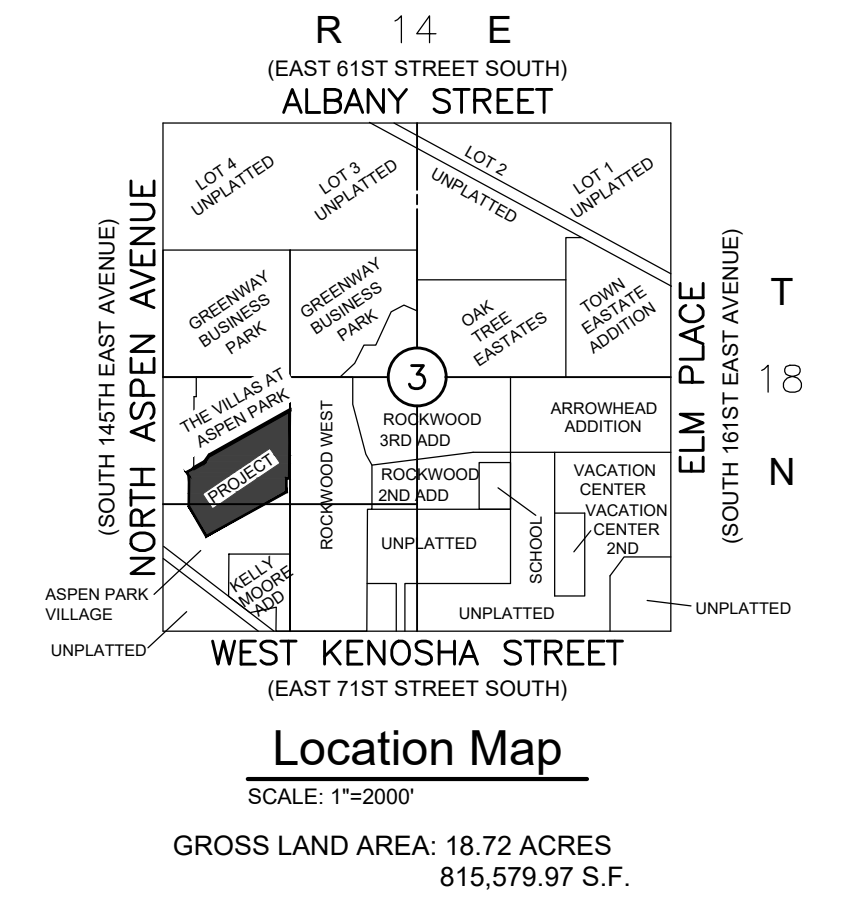 R 14 E
(EAST 61ST STREET SOUTH)
ALBANY STREET
LOT 4
UNPLATTED
LOT 3
UNPLATTED
LOT 2
UNPLATTED
LOT 1
UNPLATTED
NORTH ASPEN AVENUE
(SOUTH 145TH EAST AVENUE)
GREENWAY
BUSINESS
PARK
GREENWAY
BUSINESS
PARK
OAK
TREE
EASTATES
TOWN
EASTATE
ADDITION
ELM PLACE
(SOUTH 161ST EAST AVENUE)
T
18
N
3
THE VILLAS AT
ASPEN PARK
PROJECT
ROCKWOOD WEST
ROCKWOOD
3RD ADD
ARROWHEAD
ADDITION
ROCKWOOD
2ND ADD
VACATION
CENTER
VACATION
CENTER
2ND
SCHOOL
UNPLATTED
KELLY
MOORE
ADD
ASPEN PARK
VILLAGE
UNPLATTED
UNPLATTED
UNPLATTED
WEST KENOSHA STREET
(EAST 71ST STREET SOUTH)
Location Map
SCALE: 1"=2000'
GROSS LAND AREA: 18.72 ACRES
815,579.97 S.F.